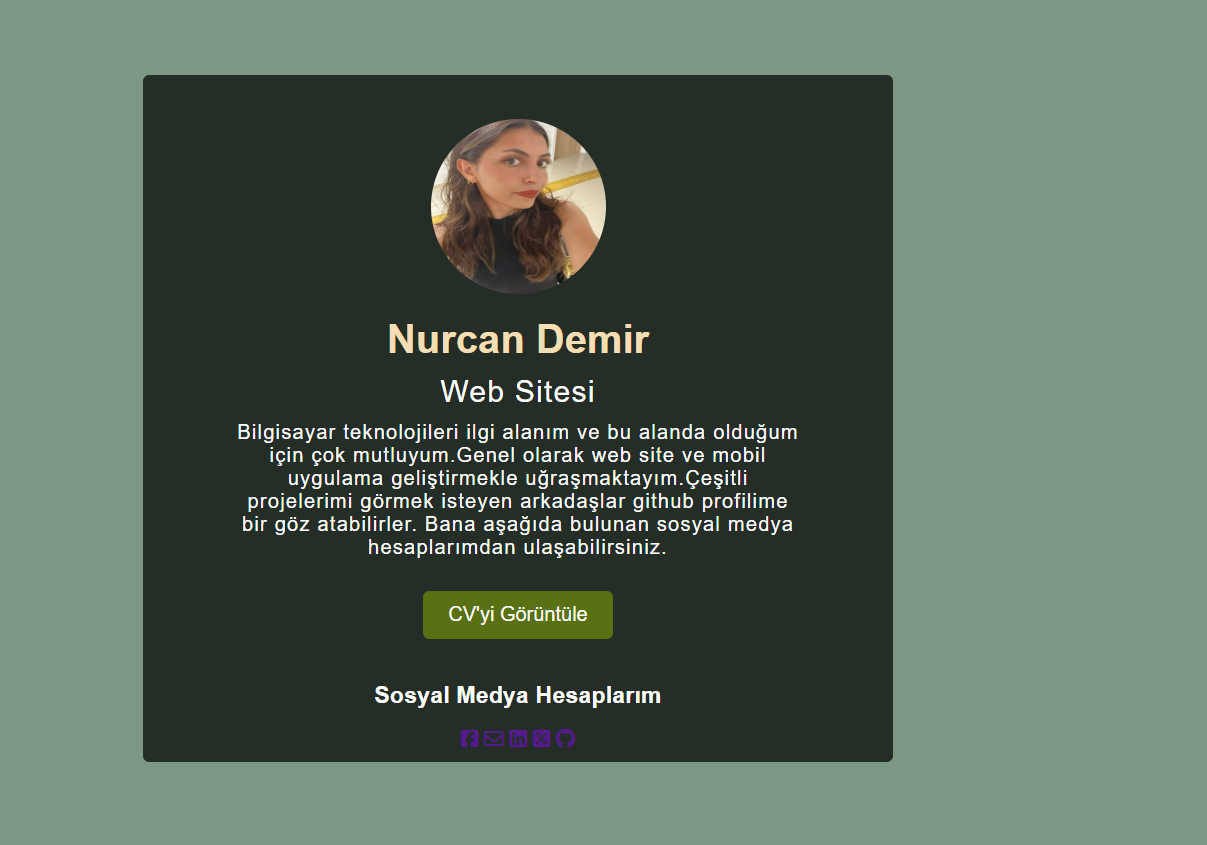 Nurcan Demir
Web Sitesi
Bilgisayar teknolojileri ilgi alanım ve bu alanda olduğum
için çok mutluyum.Genel olarak web site ve mobil
uygulama geliştirmekle uğraşmaktayım.Çeşitli
projelerimi görmek isteyen arkadaşlar github profilime
bir göz atabilirler. Bana aşağıda bulunan sosyal medya
hesaplarımdan ulaşabilirsiniz.
CV'yi Görüntüle
Sosyal Medya Hesaplarım